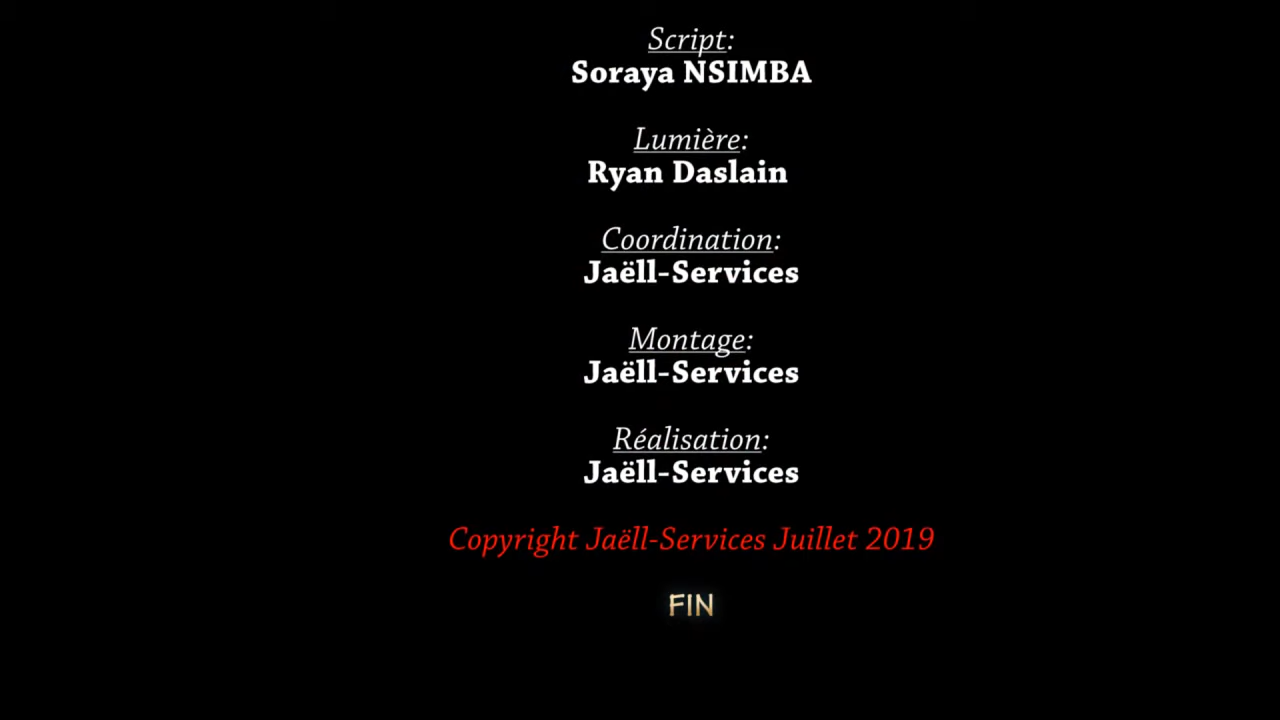 Script:
Soraya NSIMBA
Lumière:
Ryan Daslain
Coordination:
Jaëll-Services
Montage:
Jaëll-Services
Réalisation:
Jaëll-Services
Copyright Jaëll-Services Juillet 2019
FIN